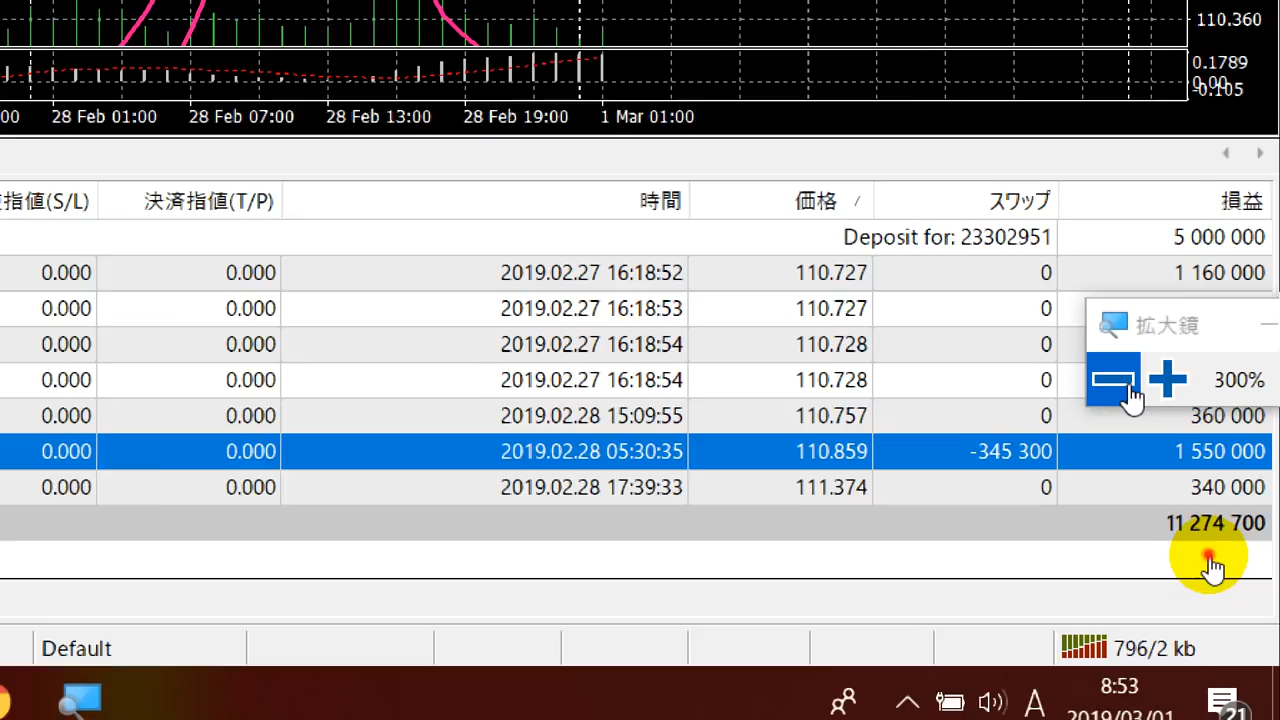 110.360
0.1789
0.00
-0.105
00 28 Feb 01:00 28 Feb 07:00 28 Feb 13:00 28 Feb 19:00 1 Mar 01:00
指値(S/L) 決済指値(T/P) 時間 価格 / スワップ 損益
Deposit for: 23302951 5 000 000
0.000 0.000 2019.02.27 16:18:52 110.727 0 1 160 000
0.000 0.000 2019.02.27 16:18:53 110.727 0
拡大鏡
0.000 0.000 2019.02.27 16:18:54 110.728 0
0.000 0.000 2019.02.27 16:18:54 110.728 0
300%
0.000 0.000 2019.02.28 15:09:55 110.757 0 360 000
0.000 0.000 2019.02.28 05:30:35 110.859 -345 300 1 550 000
0.000 0.000 2019.02.28 17:39:33 111.374 0 340 000
11 274 700
Default 796/2 kb
A 8:53
2019/03/01
21